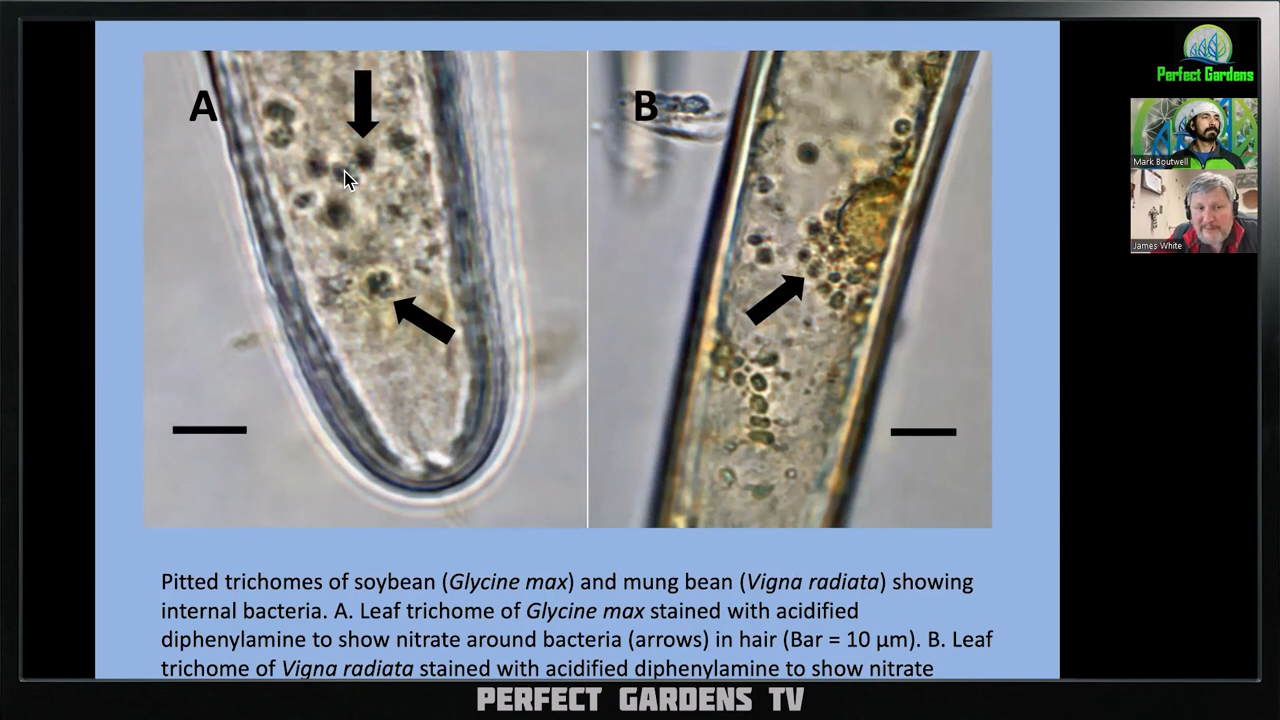 A
B
Perfect Gardens
Mark Boutwell
James White
Pitted trichomes of soybean (Glycine max) and mung bean (Vigna radiata) showing
internal bacteria. A. Leaf trichome of Glycine max stained with acidified
diphenylamine to show nitrate around bacteria (arrows) in hair (Bar = 10 µm). B. Leaf
trichome of Vigna radiata stained with acidified diphenylamine to show nitrate
PERFECT GARDENS TV